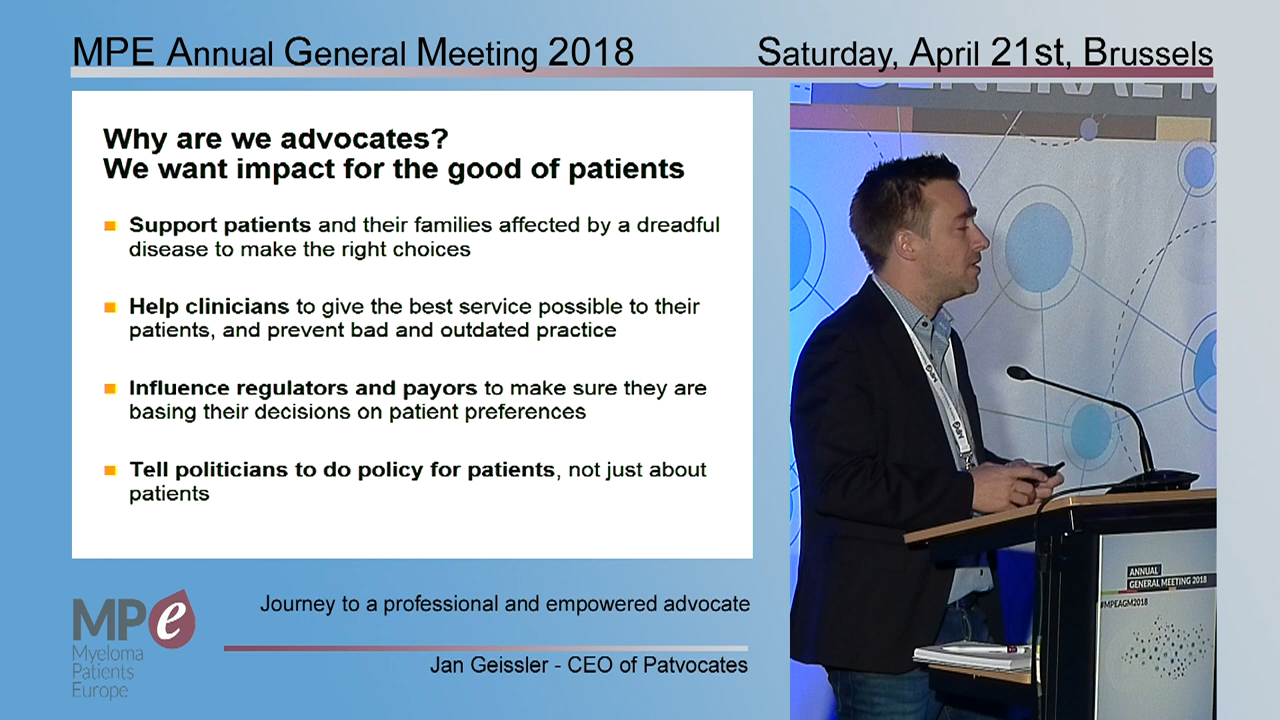 MPE Annual General Meeting 2018
Saturday, April 21st, Brussels
Why are we advocates?
We want impact for the good of patients
Support patients and their families affected by a dreadful
disease to make the right choices
Help clinicians to give the best service possible to their
patients, and prevent bad and outdated practice
Influence regulators and payors to make sure they are
basing their decisions on patient preferences
Tell politicians to do policy for patients, not just about
patients
MPe
Myeloma
Patients
Europe
Journey to a professional and empowered advocate
Jan Geissler - CEO of Patvocates
ANNUAL
GENERAL MEETING 2018
#MPEAGM2018